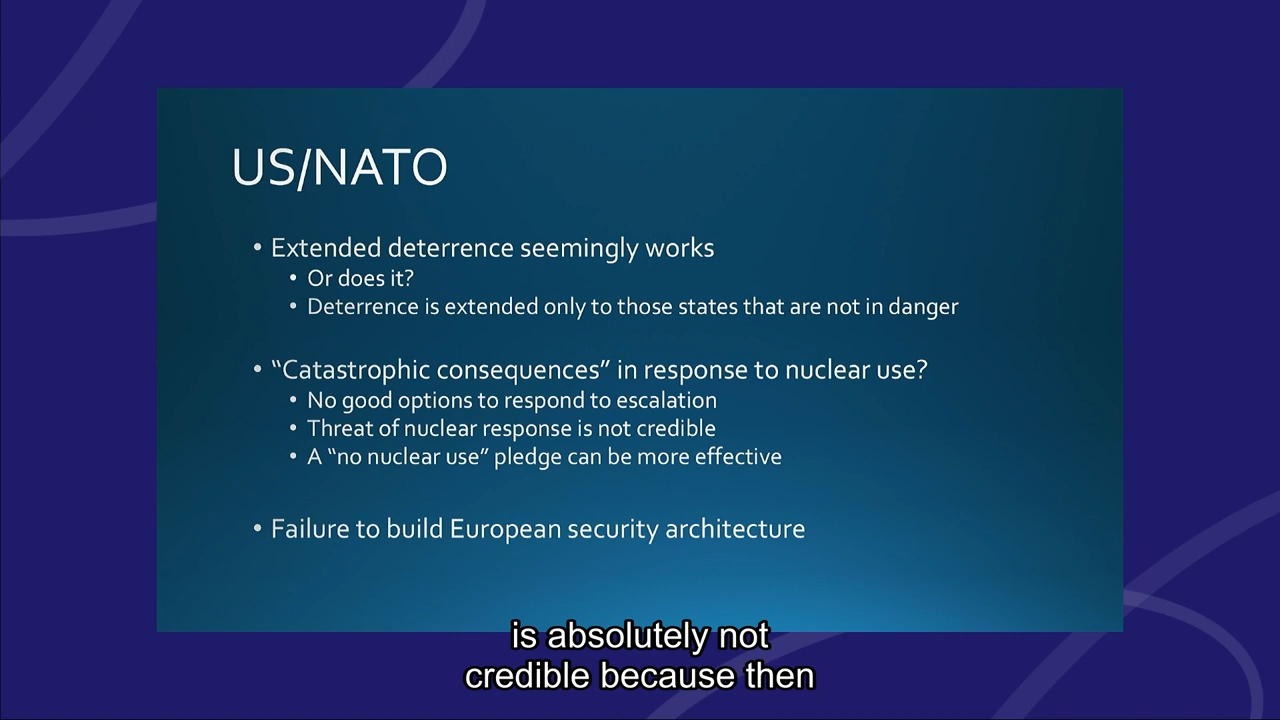 US/NATO
• Extended deterrence seemingly works
• Or does it?
• Deterrence is extended only to those states that are not in danger
• “Catastrophic consequences” in response to nuclear use?
• No good options to respond to escalation
• Threat of nuclear response is not credible
• A “no nuclear use” pledge can be more effective
• Failure to build European security architecture
is absolutely not
credible because then